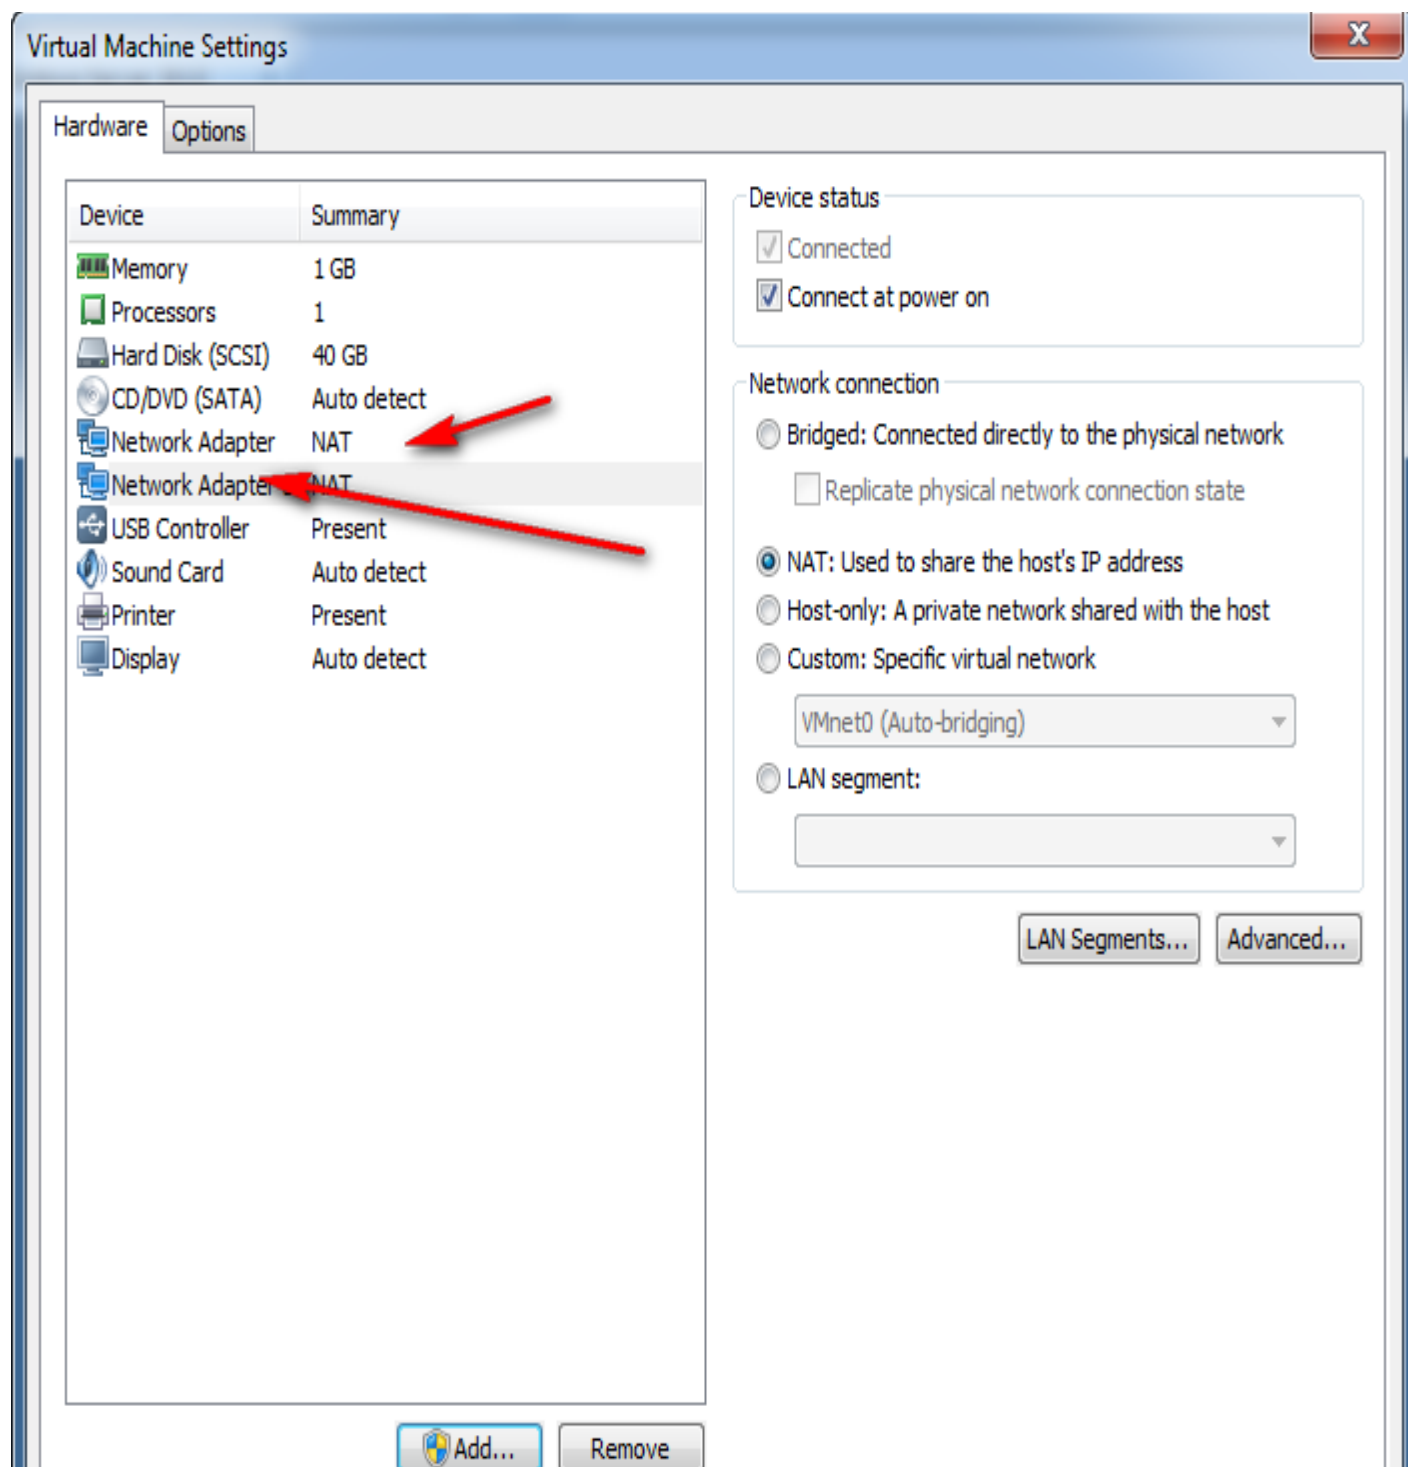 Virtual Machine Settings
Hardware
Options
Device Summary
Memory 1 GB
Processors 1
Hard Disk (SCSI) 40 GB
CD/DVD (SATA) Auto detect
Network Adapter NAT
Network Adapter NAT
USB Controller Present
Sound Card Auto detect
Printer Present
Display Auto detect
Add...
Remove
Device status
Connected
Connect at power on
Network connection
Bridged: Connected directly to the physical network
Replicate physical network connection state
NAT: Used to share the host's IP address
Host-only: A private network shared with the host
Custom: Specific virtual network
VMnet0 (Auto-bridging)
LAN segment:
LAN Segments...
Advanced...